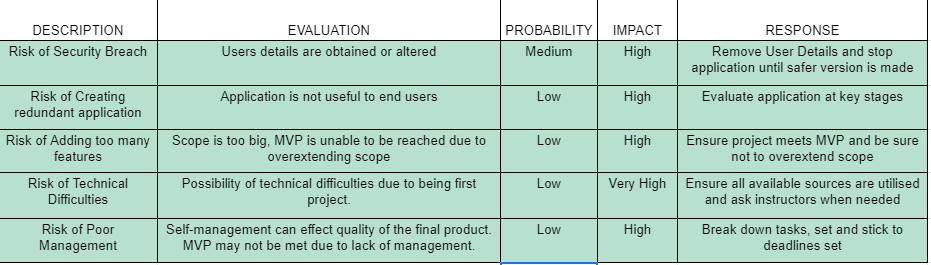 DESCRIPTION EVALUATION PROBABILITY IMPACT RESPONSE
Risk of Security Breach Users details are obtained or altered Medium High Remove User Details and stop
application until safer version is made
Risk of Creating Application is not useful to end users Low High Evaluate application at key stages
redundant application
Risk of Adding too many Scope is too big, MVP is unable to be reached due to Low High Ensure project meets MVP and be sure
features overextending scope not to overextend scope
Risk of Technical Possibility of technical difficulties due to being first Low Very High Ensure all available sources are utilised
Difficulties project. and ask instructors when needed
Risk of Poor Self-management can effect quality of the final product. Low High Break down tasks, set and stick to
Management MVP may not be met due to lack of management. deadlines set